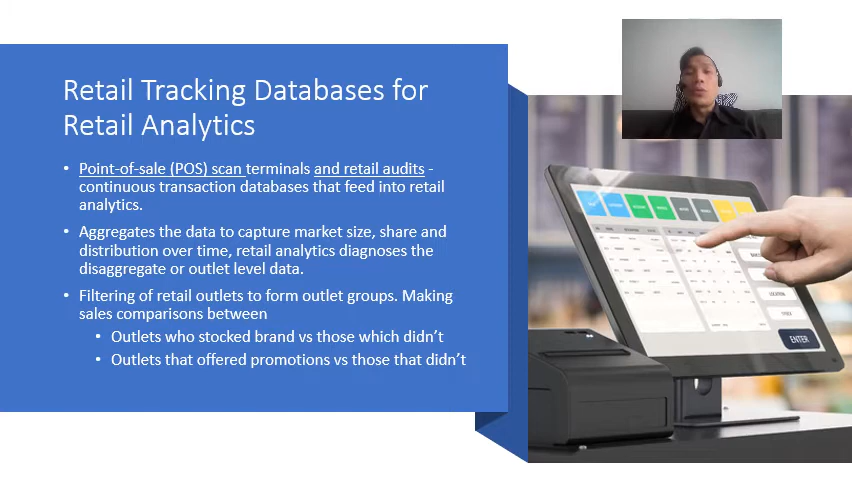 Retail Tracking Databases for
Retail Analytics
• Point-of-sale (POS) scan terminals and retail audits -
continuous transaction databases that feed into retail
analytics.
• Aggregates the data to capture market size, share and
distribution over time, retail analytics diagnoses the
disaggregate or outlet level data.
• Filtering of retail outlets to form outlet groups. Making
sales comparisons between
• Outlets who stocked brand vs those which didn't
• Outlets that offered promotions vs those that didn't
LOCATION
ENTER